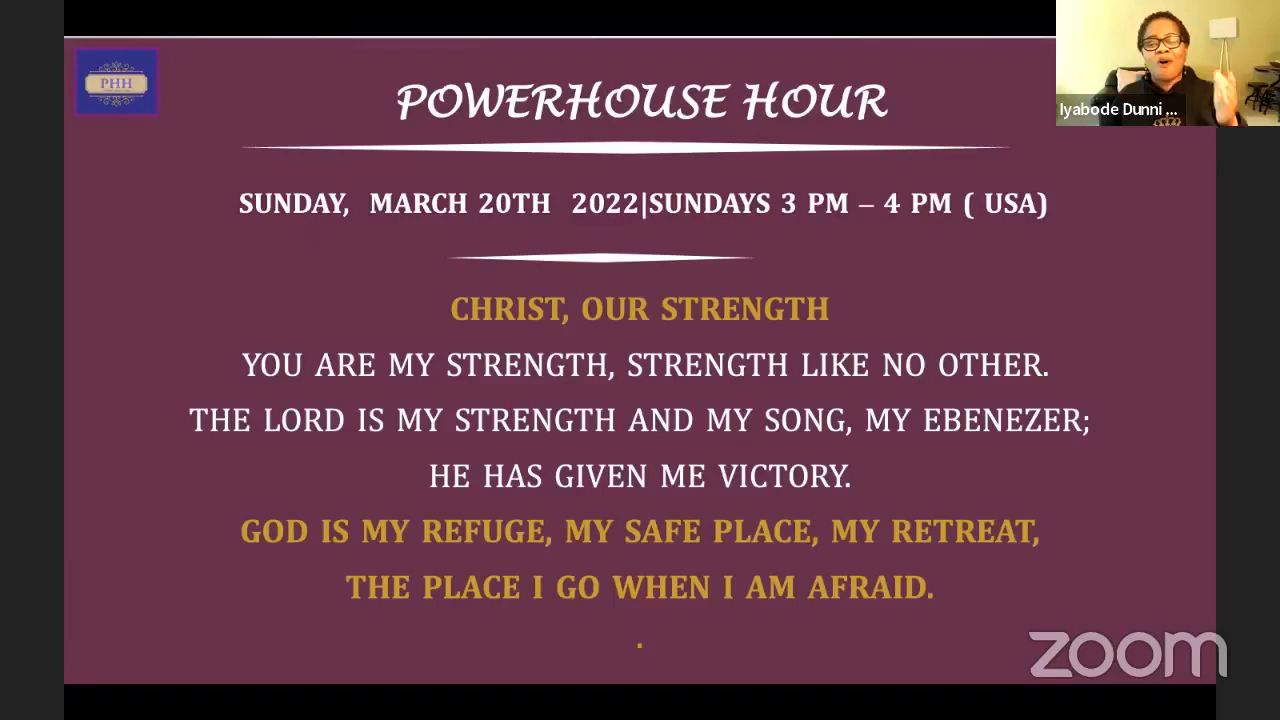 PHH
POWERHOUSE HOUR
Iyabode Dunni ...
SUNDAY, MARCH 20TH 2022|SUNDAYS 3 PM – 4 PM ( USA)
CHRIST, OUR STRENGTH
YOU ARE MY STRENGTH, STRENGTH LIKE NO OTHER.
THE LORD IS MY STRENGTH AND MY SONG, MY EBENEZER;
HE HAS GIVEN ME VICTORY.
GOD IS MY REFUGE, MY SAFE PLACE, MY RETREAT,
THE PLACE I GO WHEN I AM AFRAID.
.
zoom